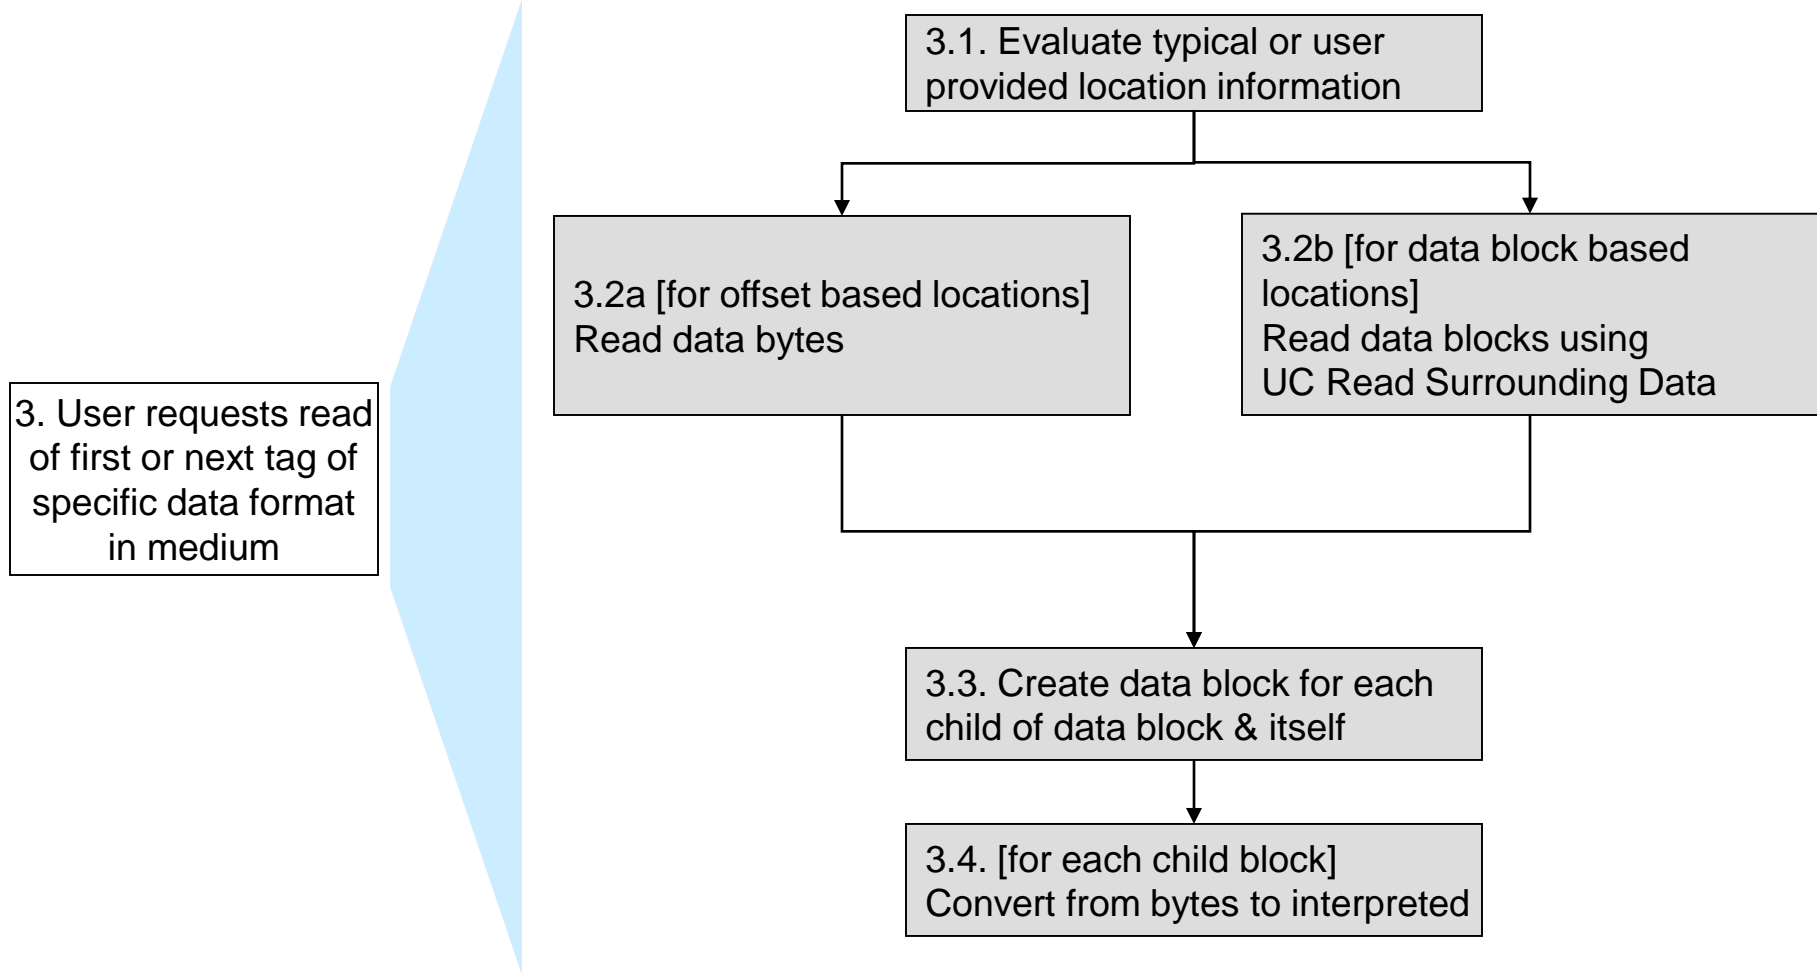 3.1. Evaluate typical or user
provided location information
3.2a [for offset based locations]
Read data bytes
3.2b [for data block based
locations]
Read data blocks using
UC Read Surrounding Data
3. User requests read
of first or next tag of
specific data format
in medium
3.3. Create data block for each
child of data block & itself
3.4. [for each child block]
Convert from bytes to interpreted